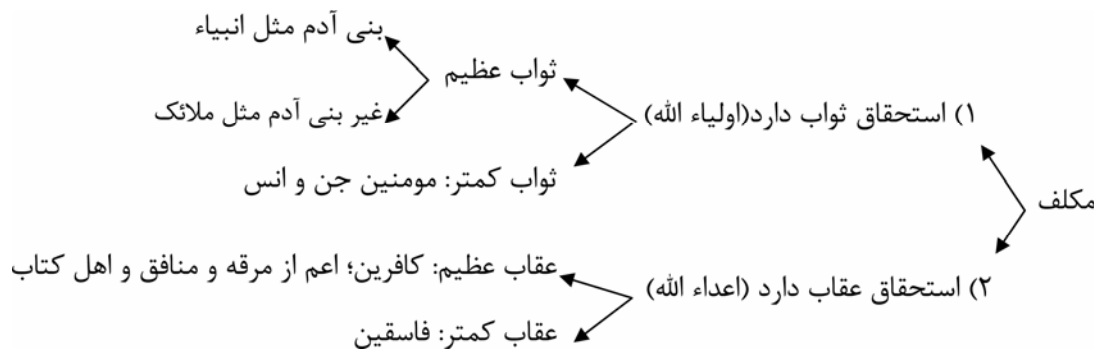 مکلف
۱) استحقاق ثواب دارد(اولیاء الله)
ثواب عظیم
بنی آدم مثل انبیاء
غیر بنی آدم مثل ملائک
ثواب کمتر: مومنین جن و انس
۲) استحقاق عقاب دارد (اعداء الله)
عقاب عظیم: کافرین؛ اعم از مرقه و منافق و اهل کتاب
عقاب کمتر: فاسقین